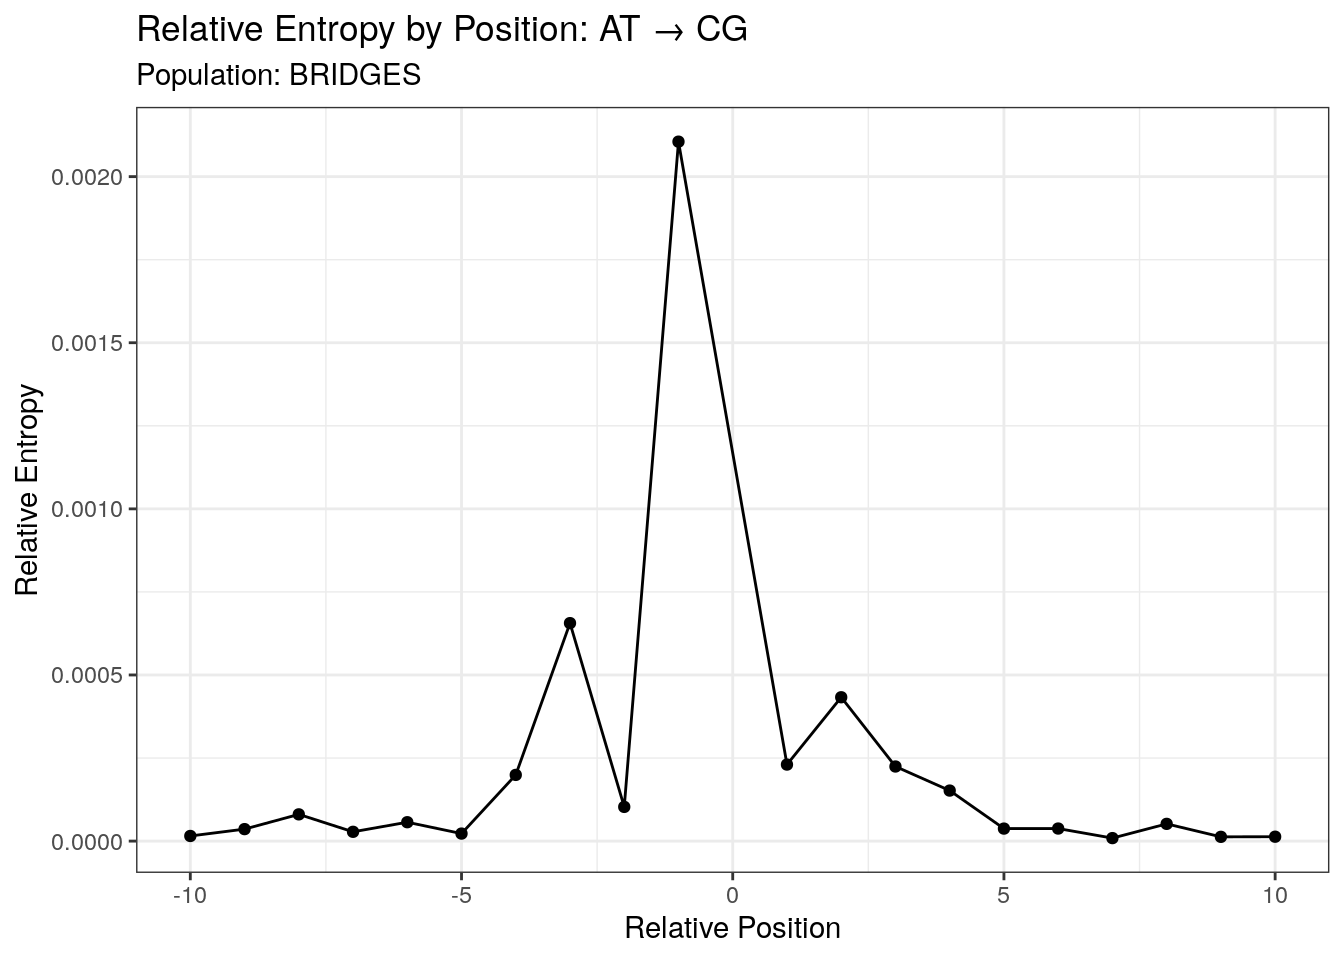 Relative Entropy by Position: AT → CG
Population: BRIDGES
0.0020
0.0015
0.0010
0.0005
0.0000
Relative Entropy
-10 -5 0 5 10
Relative Position